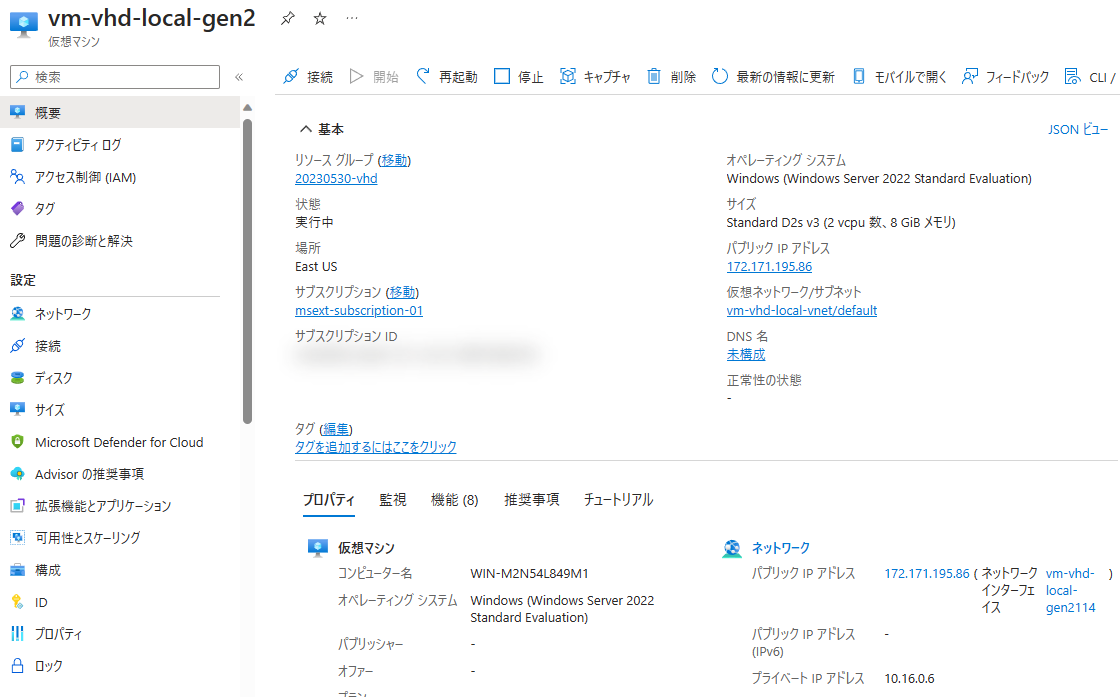 vm-vhd-local-gen2
仮想マシン
検索
«
接続
開始
再起動
停止
キャプチャ
削除
最新の情報に更新
モバイルで開く
フィードバック
CLI /
概要
アクティビティ ログ
アクセス制御 (IAM)
タグ
問題の診断と解決
設定
ネットワーク
接続
ディスク
サイズ
Microsoft Defender for Cloud
Advisor の推奨事項
拡張機能とアプリケーション
可用性とスケーリング
構成
ID
プロパティ
ロック
基本
JSON ビュー
リソース グループ (移動)
20230530-vhd
状態
実行中
場所
East US
サブスクリプション (移動)
msext-subscription-01
サブスクリプション ID
オペレーティング システム
Windows (Windows Server 2022 Standard Evaluation)
サイズ
Standard D2s v3 (2 vcpu 数、8 GiB メモリ)
パブリック IP アドレス
172.171.195.86
仮想ネットワーク/サブネット
vm-vhd-local-vnet/default
DNS 名
未構成
正常性の状態
-
タグ (編集)
タグを追加するにはここをクリック
プロパティ
監視
機能 (8)
推奨事項
チュートリアル
仮想マシン
コンピューター名
WIN-M2N54L849M1
オペレーティング システム
Windows (Windows Server 2022
Standard Evaluation)
パブリッシャー
-
オファー
-
プラン
ネットワーク
パブリック IP アドレス
172.171.195.86 ( ネットワーク
インターフェ
イス
vm-vhd-
local-
gen2114
)
パブリック IP アドレス
(IPv6)
-
プライベート IP アドレス
10.16.0.6